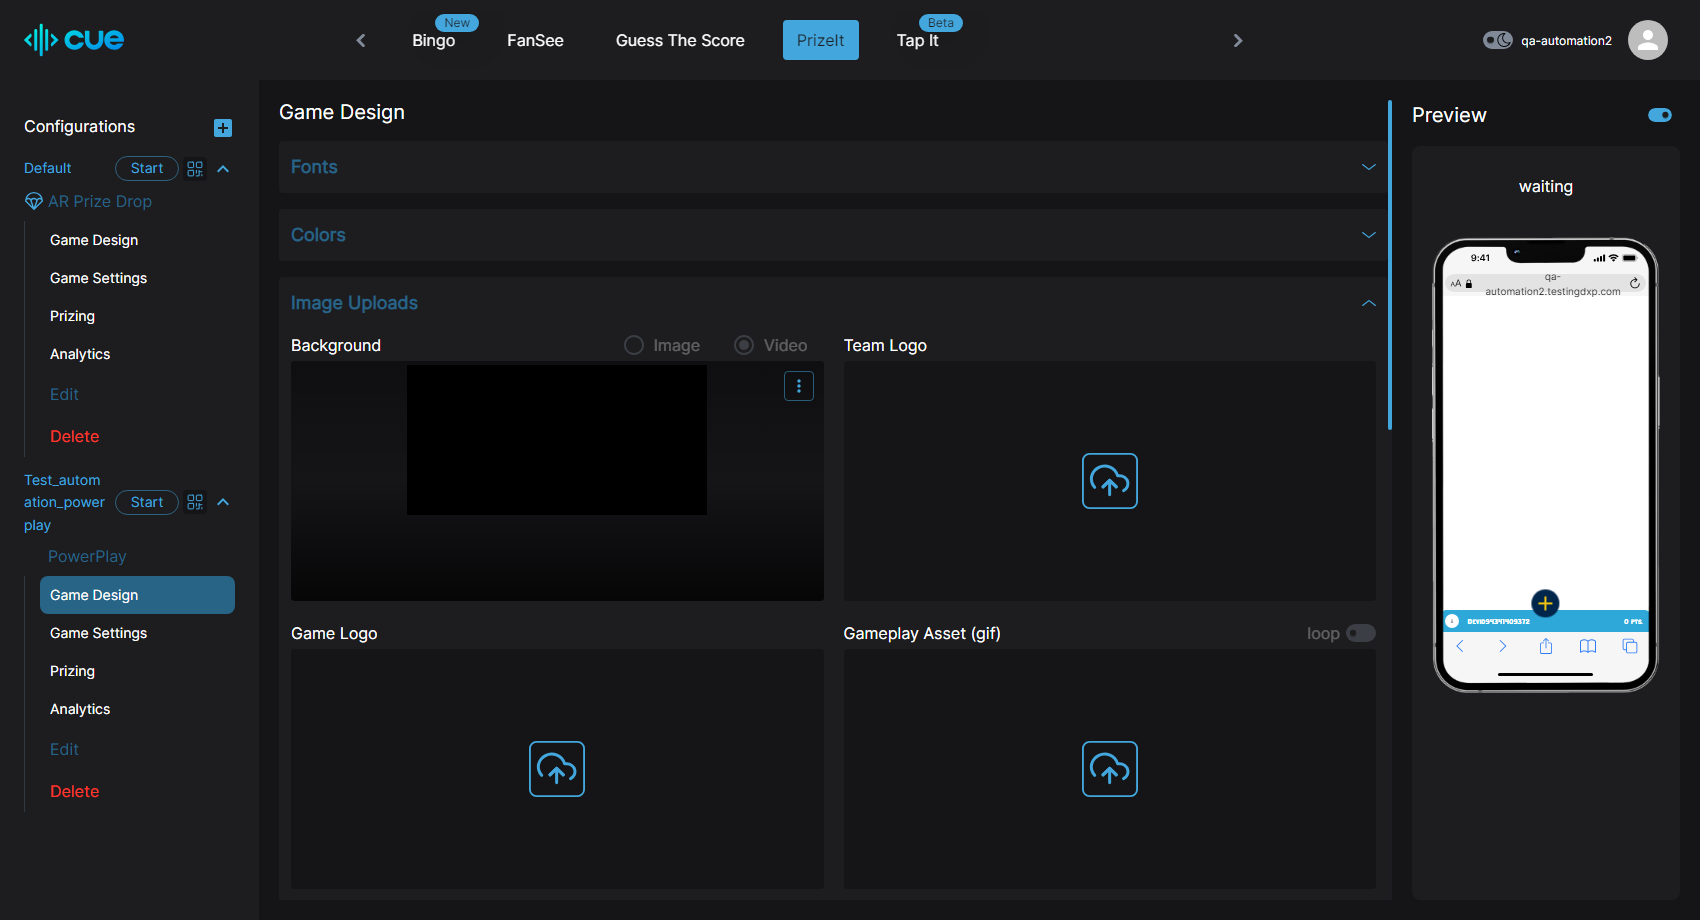 cue
New
Bingo
FanSee
Guess The Score
PrizeIt
Beta
Tap It
qa-automation2
Configurations
Default
Start
AR Prize Drop
Game Design
Game Settings
Prizing
Analytics
Edit
Delete
Test_autom
ation_power
play
Start
PowerPlay
Game Design
Game Settings
Prizing
Analytics
Edit
Delete
Game Design
Fonts
Colors
Image Uploads
Background
Image
Video
Team Logo
Game Logo
Gameplay Asset (gif)
loop
Preview
waiting
9:41
AA
qa-
automation2.testingdxp.com
0 PTS.